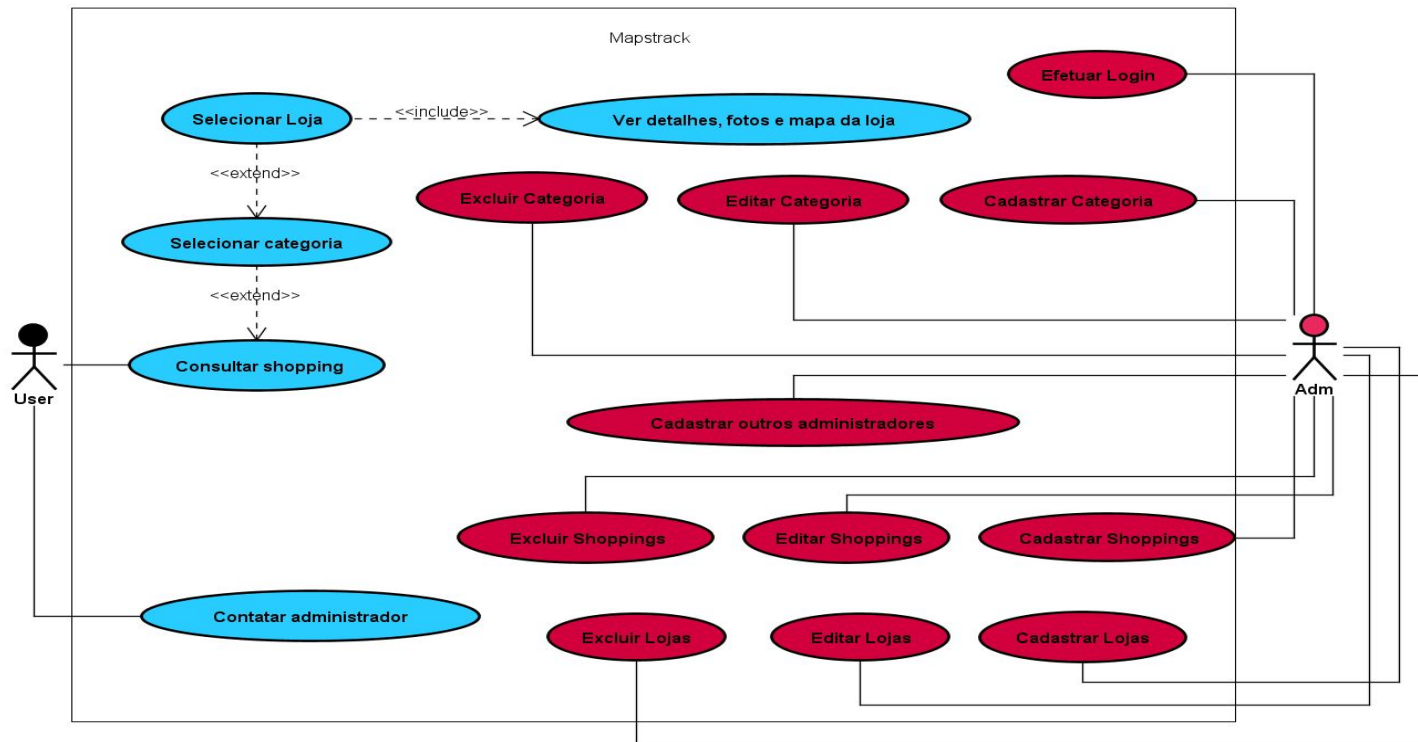 Mapstrack
Efetuar Login
Selecionar Loja
<<include>>
Ver detalhes, fotos e mapa da loja
<<extend>>
Excluir Categoria
Editar Categoria
Cadastrar Categoria
Selecionar categoria
<<extend>>
Consultar shopping
User
Adm
Cadastrar outros administradores
Excluir Shoppings
Editar Shoppings
Cadastrar Shoppings
Contatar administrador
Excluir Lojas
Editar Lojas
Cadastrar Lojas